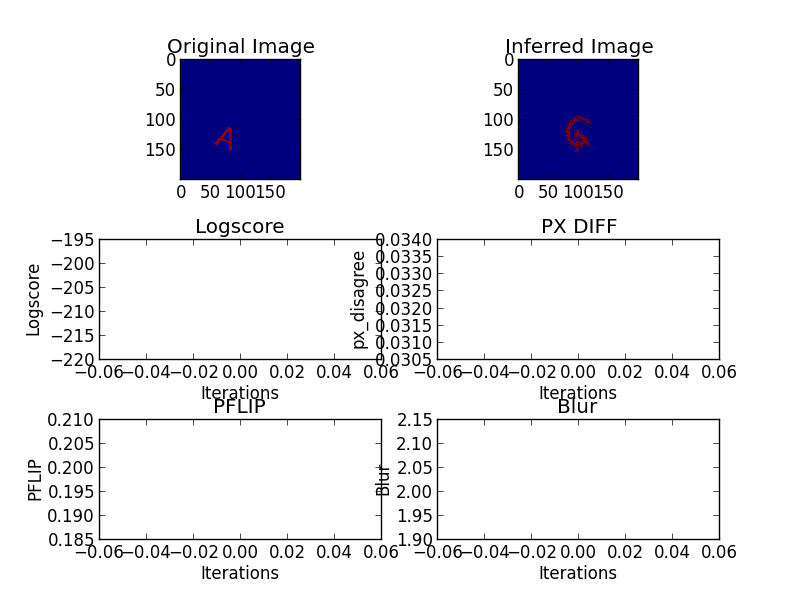 Original Image
0
50
100
150
A
0 50 100 150
Inferred Image
0
50
100
150
G
0 50 100 150
Logscore
−195
−200
−205
−210
−215
−220
Logscore
−0.06 −0.04 −0.02 0.00 0.02 0.04 0.06
Iterations
PX DIFF
0.0340
0.0335
0.0330
0.0325
0.0320
0.0315
0.0310
0.0305
px_disagree
−0.06 −0.04 −0.02 0.00 0.02 0.04 0.06
Iterations
PFLIP
0.210
0.205
0.200
0.195
0.190
0.185
PFLIP
−0.06 −0.04 −0.02 0.00 0.02 0.04 0.06
Iterations
Blur
2.15
2.10
2.05
2.00
1.95
1.90
Blur
−0.06 −0.04 −0.02 0.00 0.02 0.04 0.06
Iterations